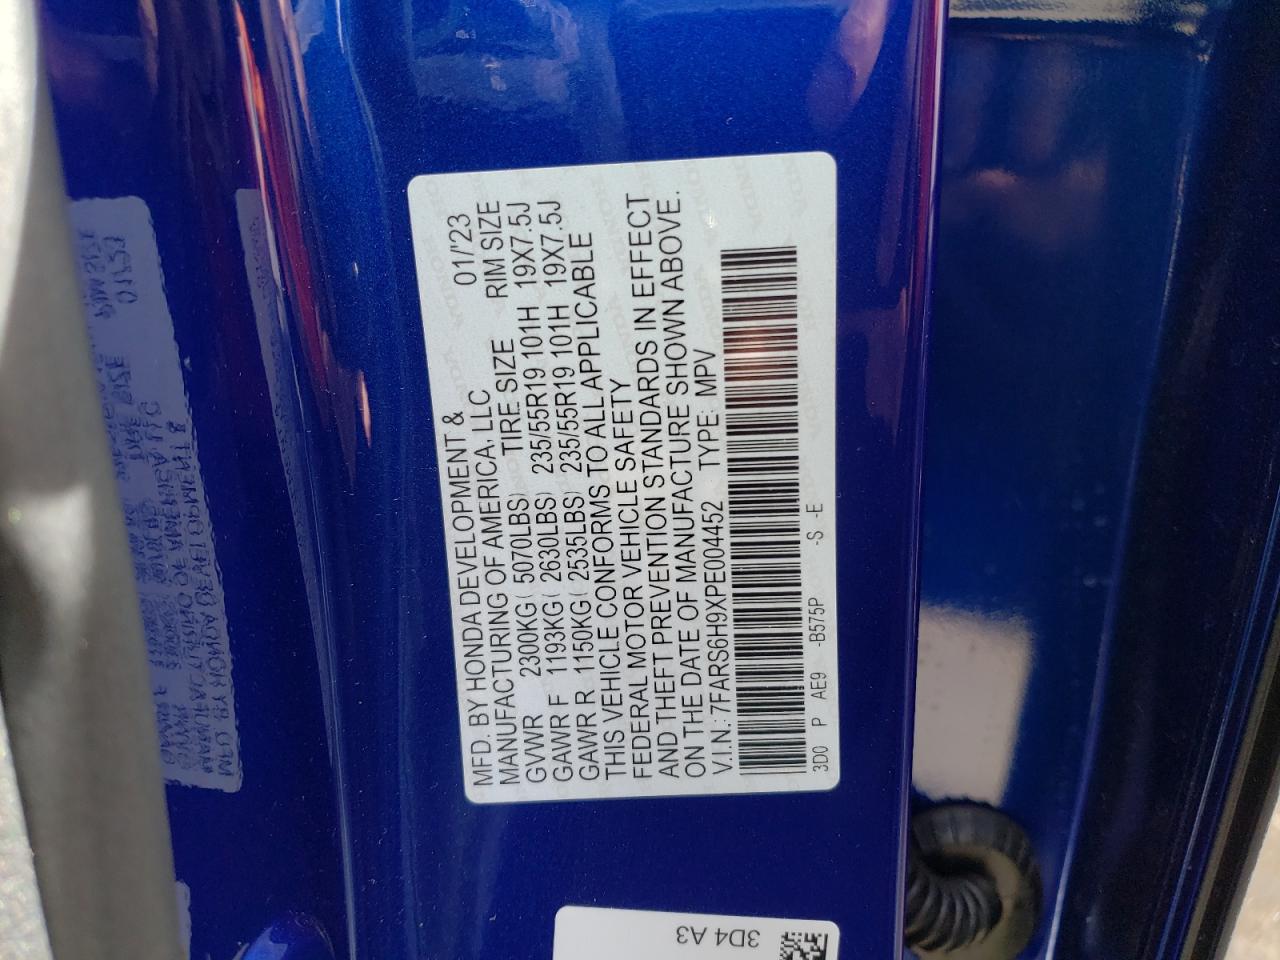 MFD. BY HONDA DEVELOPMENT & 01/'23
MANUFACTURING OF AMERICA, LLC
TIRE SIZE RIM SIZE
GVWR 2300KG( 5070LBS) 235/55R19 101H 19X7.5J
GAWR F 1193KG( 2630LBS) 235/55R19 101H 19X7.5J
GAWR R 1150KG( 2535LBS)
THIS VEHICLE CONFORMS TO ALL APPLICABLE
FEDERAL MOTOR VEHICLE SAFETY
AND THEFT PREVENTION STANDARDS IN EFFECT
ON THE DATE OF MANUFACTURE SHOWN ABOVE.
V.I.N.: 7FARS6H9XPE004452 TYPE: MPV
3D0 P AE9 -B575P -S -E
3D4 A3